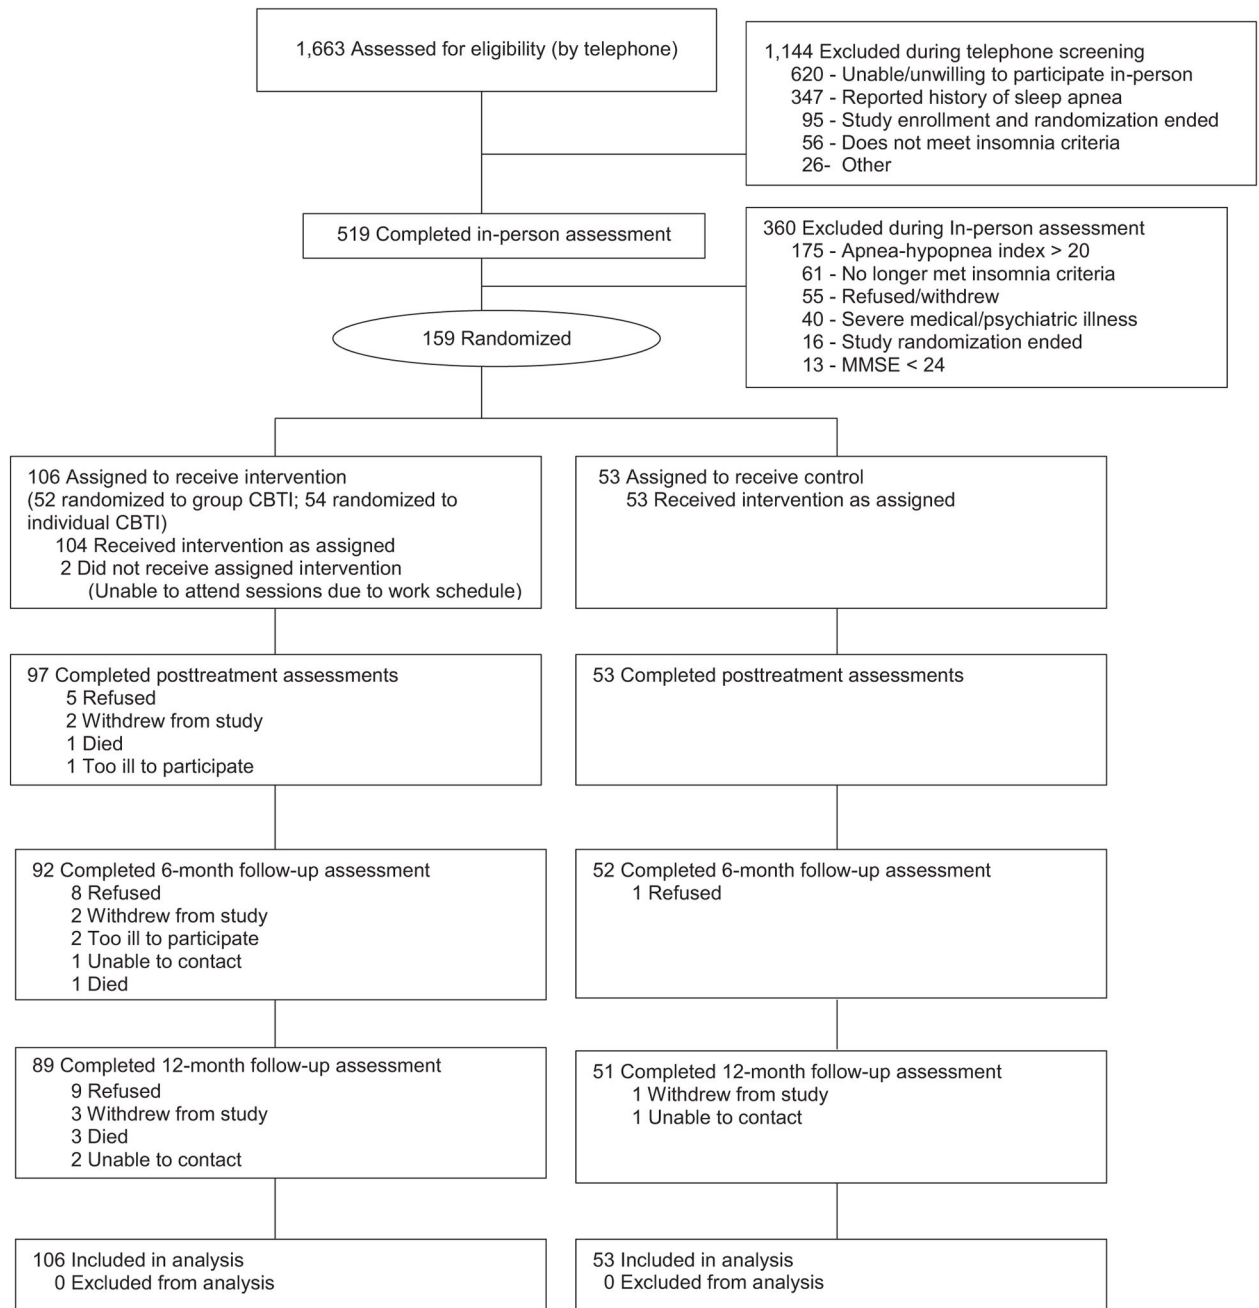 1,663 Assessed for eligibility (by telephone)
1,144 Excluded during telephone screening
620 - Unable/unwilling to participate in-person
347 - Reported history of sleep apnea
95 - Study enrollment and randomization ended
56 - Does not meet insomnia criteria
26- Other
519 Completed in-person assessment
360 Excluded during In-person assessment
175 - Apnea-hypopnea index > 20
61 - No longer met insomnia criteria
55 - Refused/withdrew
40 - Severe medical/psychiatric illness
16 - Study randomization ended
13 - MMSE < 24
159 Randomized
106 Assigned to receive intervention
(52 randomized to group CBTI; 54 randomized to
individual CBTI)
104 Received intervention as assigned
2 Did not receive assigned intervention
(Unable to attend sessions due to work schedule)
53 Assigned to receive control
53 Received intervention as assigned
97 Completed posttreatment assessments
5 Refused
2 Withdrew from study
1 Died
1 Too ill to participate
53 Completed posttreatment assessments
92 Completed 6-month follow-up assessment
8 Refused
2 Withdrew from study
2 Too ill to participate
1 Unable to contact
1 Died
52 Completed 6-month follow-up assessment
1 Refused
89 Completed 12-month follow-up assessment
9 Refused
3 Withdrew from study
3 Died
2 Unable to contact
51 Completed 12-month follow-up assessment
1 Withdrew from study
1 Unable to contact
106 Included in analysis
0 Excluded from analysis
53 Included in analysis
0 Excluded from analysis